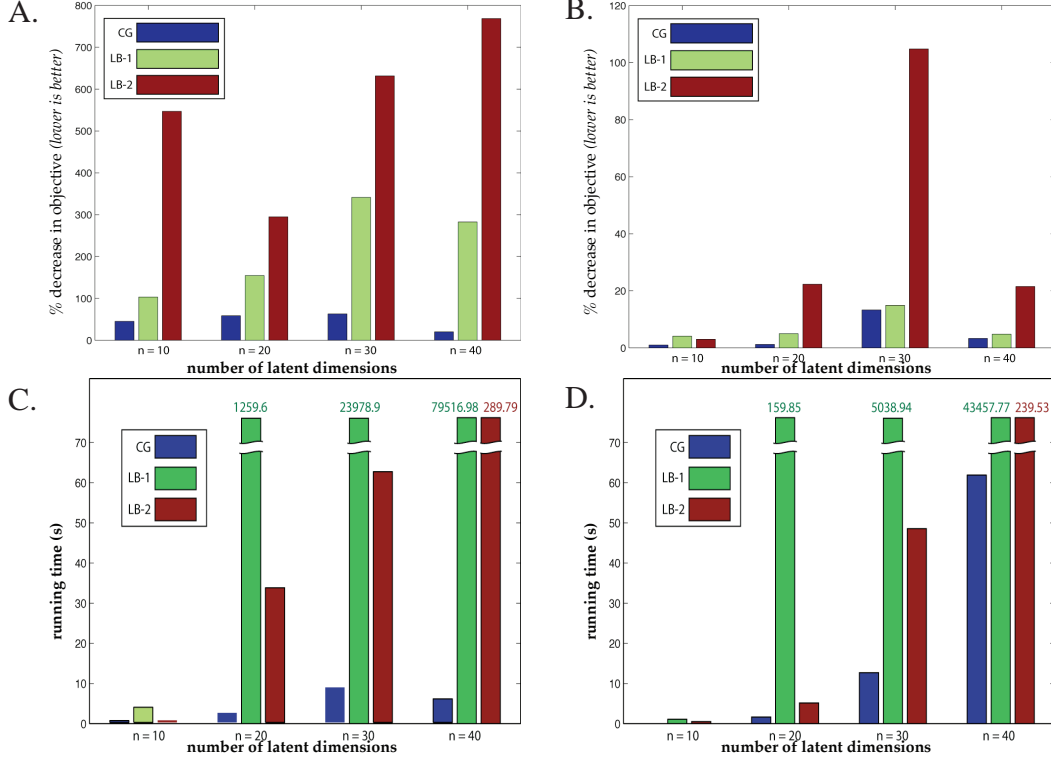 A.
% decrease in objective (lower is better)
800
700
600
500
400
300
200
100
0
CG
LB-1
LB-2
n = 10
n = 20
n = 30
n = 40
number of latent dimensions
B.
% decrease in objective (lower is better)
120
100
80
60
40
20
0
CG
LB-1
LB-2
n = 10
n = 20
n = 30
n = 40
number of latent dimensions
C.
1259.6
23978.9
79516.98
289.79
running time (s)
70
60
50
40
30
20
10
0
CG
LB-1
LB-2
n = 10
n = 20
n = 30
n = 40
number of latent dimensions
D.
159.85
5038.94
43457.77
239.53
running time (s)
70
60
50
40
30
20
10
0
CG
LB-1
LB-2
n = 10
n = 20
n = 30
n = 40
number of latent dimensions